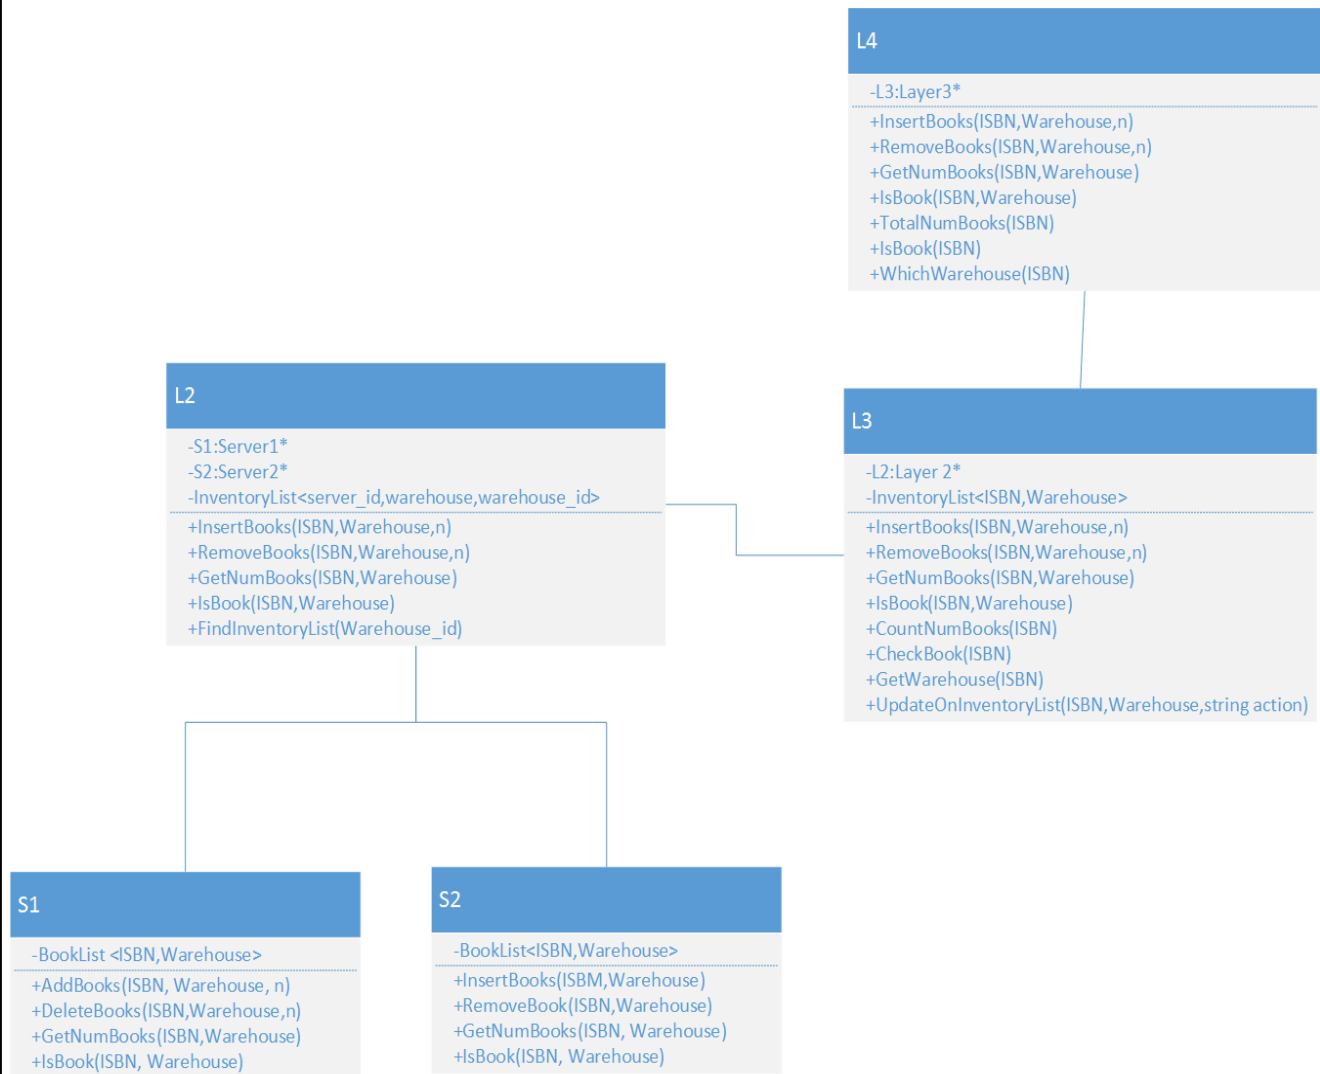 L4
-L3:Layer3*
+InsertBooks(ISBN,Warehouse,n)
+RemoveBooks(ISBN,Warehouse,n)
+GetNumBooks(ISBN,Warehouse)
+IsBook(ISBN,Warehouse)
+TotalNumBooks(ISBN)
+IsBook(ISBN)
+WhichWarehouse(ISBN)
L2
-S1:Server1*
-S2:Server2*
-InventoryList<server_id,warehouse,warehouse_id>
+InsertBooks(ISBN,Warehouse,n)
+RemoveBooks(ISBN,Warehouse,n)
+GetNumBooks(ISBN,Warehouse)
+IsBook(ISBN,Warehouse)
+FindInventoryList(Warehouse_id)
L3
-L2:Layer 2*
-InventoryList<ISBN,Warehouse>
+InsertBooks(ISBN,Warehouse,n)
+RemoveBooks(ISBN,Warehouse,n)
+GetNumBooks(ISBN,Warehouse)
+IsBook(ISBN,Warehouse)
+CountNumBooks(ISBN)
+CheckBook(ISBN)
+GetWarehouse(ISBN)
+UpdateOnInventoryList(ISBN,Warehouse,string action)
S1
-BookList <ISBN,Warehouse>
+AddBooks(ISBN, Warehouse, n)
+DeleteBooks(ISBN,Warehouse,n)
+GetNumBooks(ISBN,Warehouse)
+IsBook(ISBN, Warehouse)
S2
-BookList<ISBN,Warehouse>
+InsertBooks(ISBM,Warehouse)
+RemoveBook(ISBN,Warehouse)
+GetNumBooks(ISBN, Warehouse)
+IsBook(ISBN, Warehouse)